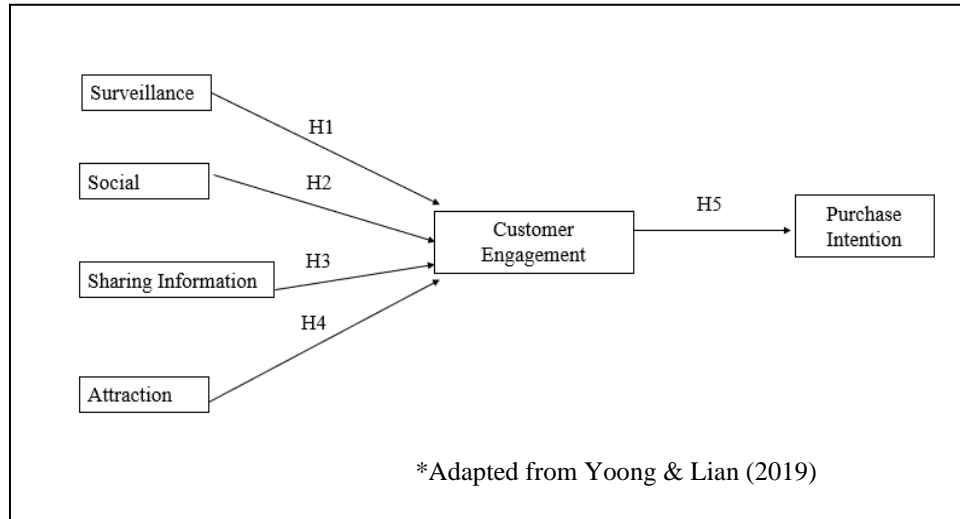 Surveillance
H1
Social
H2
Sharing Information
H3
H4
Attraction
Customer
Engagement
H5
Purchase
Intention
*Adapted from Yoong & Lian (2019)